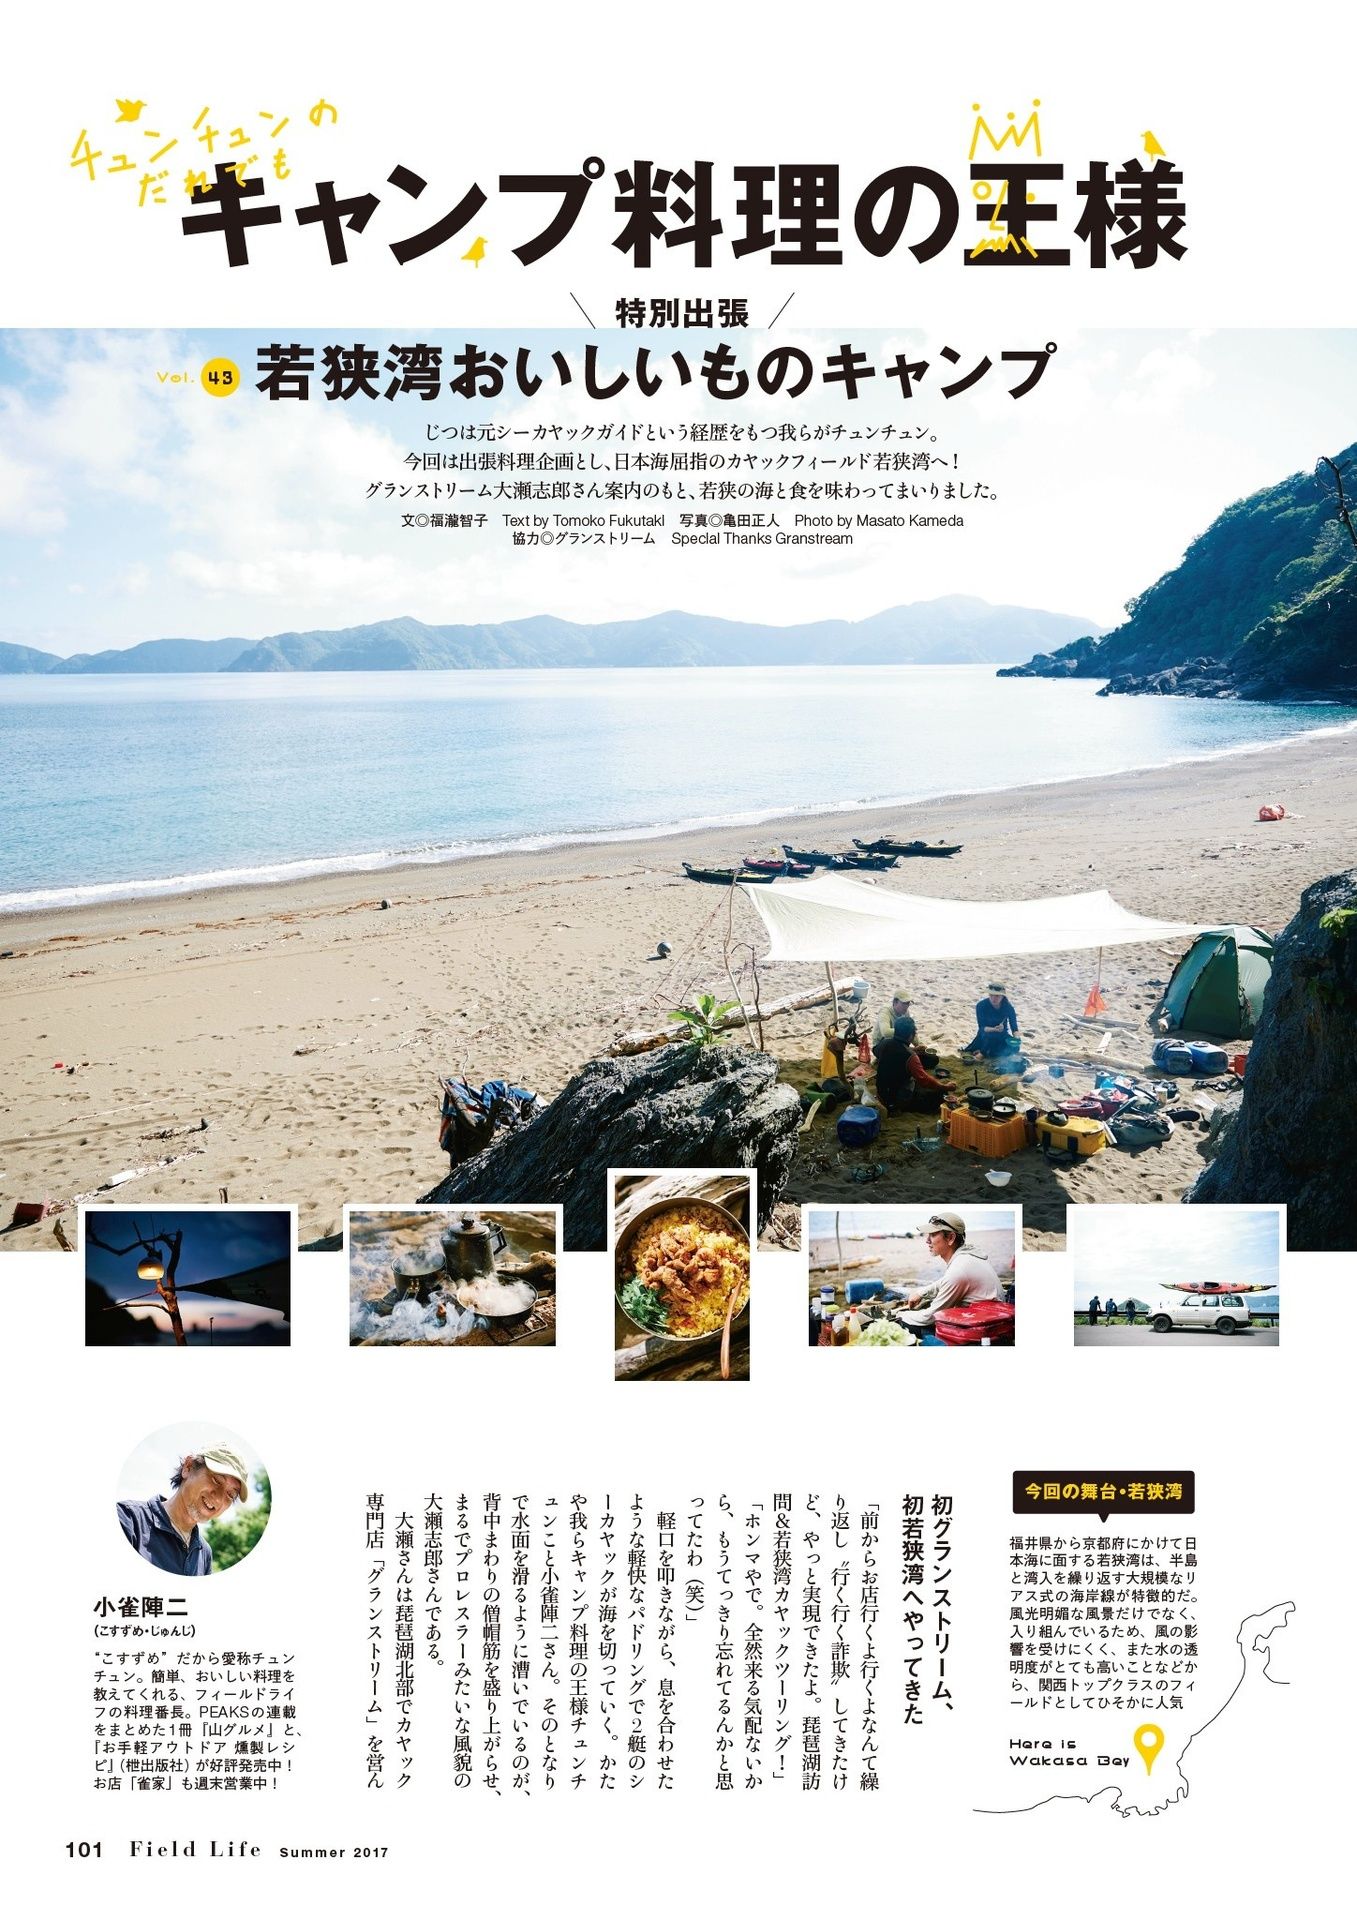 チュンチュンの
だれでも
キャンプ料理の王様
特別出張
Vol. 43 若狭湾おいしいものキャンプ
じつは元シーカヤックガイドという経歴をもつ我らがチュンチュン。
今回は出張料理企画とし、日本海屈指のカヤックフィールド若狭湾へ！
グランストリーム大瀬志郎さん案内のもと、若狭の海と食を味わってまいりました。
文◎福瀧智子　Text by Tomoko Fukutaki　写真◎亀田正人　Photo by Masato Kameda
協力◎グランストリーム　Special Thanks Granstream
初グランストリーム、
初若狭湾へやってきた
「前からお店行くよ行くよなんて繰
り返し〝行く行く詐欺〟してきたけ
ど、やっと実現できたよ。琵琶湖訪
問＆若狭湾カヤックツーリング！」
「ホンマやで。全然来る気配ないか
ら、もうてっきり忘れてるんかと思
ってたわ（笑）」
軽口を叩きながら、息を合わせた
ような軽快なパドリングで2艇のシ
ーカヤックが海を切っていく。かた
や我らキャンプ料理の王様チュンチ
ュンこと小雀陣二さん。そのとなり
で水面を滑るように漕いでいるのが、
背中まわりの僧帽筋を盛り上がらせ、
まるでプロレスラーみたいな風貌の
大瀬志郎さんである。
大瀬さんは琵琶湖北部でカヤック
専門店「グランストリーム」を営ん
今回の舞台・若狭湾
福井県から京都府にかけて日
本海に面する若狭湾は、半島
と湾入を繰り返す大規模なリ
アス式の海岸線が特徴的だ。
風光明媚な風景だけでなく、
入り組んでいるため、風の影
響を受けにくく、また水の透
明度がとても高いことなどか
ら、関西トップクラスのフィ
ールドとしてひそかに人気
Here is
Wakasa Bay
小雀陣二
（こすずめ・じゅんじ）
“こすずめ”だから愛称チュン
チュン。簡単、おいしい料理を
教えてくれる、フィールドライ
フの料理番長。PEAKSの連載
をまとめた1冊『山グルメ』と、
『お手軽アウトドア 燻製レシ
ピ』（枻出版社）が好評発売中！
お店「雀家」も週末営業中！
101 Field Life Summer 2017